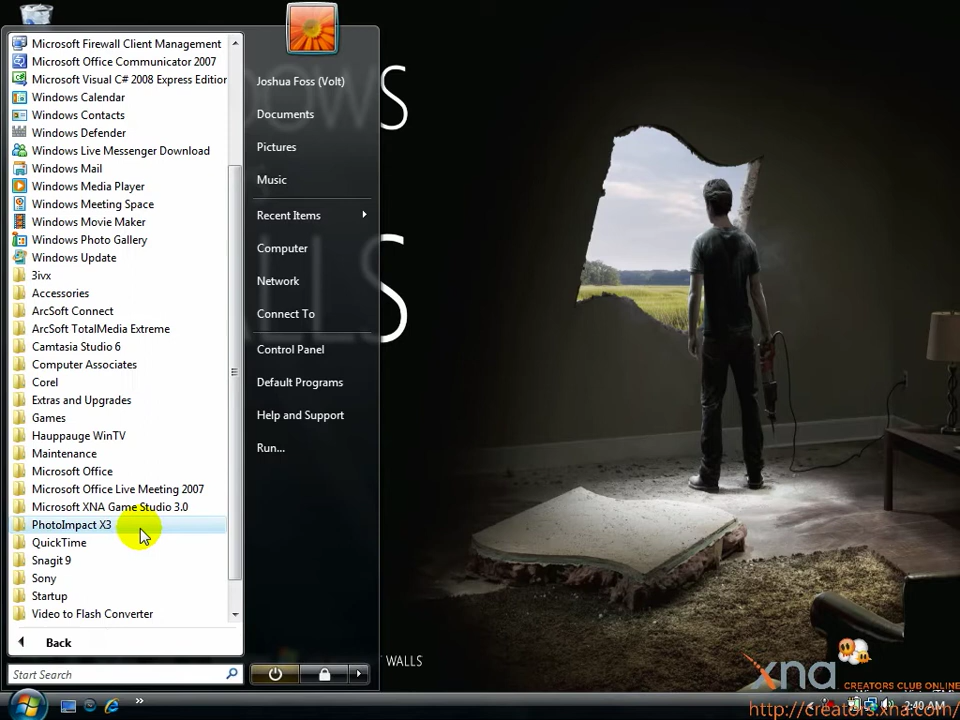 Microsoft Firewall Client Management
Microsoft Office Communicator 2007
Microsoft Visual C# 2008 Express Edition
Windows Calendar
Windows Contacts
Windows Defender
Windows Live Messenger Download
Windows Mail
Windows Media Player
Windows Meeting Space
Windows Movie Maker
Windows Photo Gallery
Windows Update
3ivx
Accessories
ArcSoft Connect
ArcSoft TotalMedia Extreme
Camtasia Studio 6
Computer Associates
Corel
Extras and Upgrades
Games
Hauppauge WinTV
Maintenance
Microsoft Office
Microsoft Office Live Meeting 2007
Microsoft XNA Game Studio 3.0
PhotoImpact X3
QuickTime
Snagit 9
Sony
Startup
Video to Flash Converter
Back
Start Search
Joshua Foss (Volt)
Documents
Pictures
Music
Recent Items
Computer
Network
Connect To
Control Panel
Default Programs
Help and Support
Run...
WALLS
xna CREATORS CLUB ONLINE
2:40 AM
http://creators.xna.com/